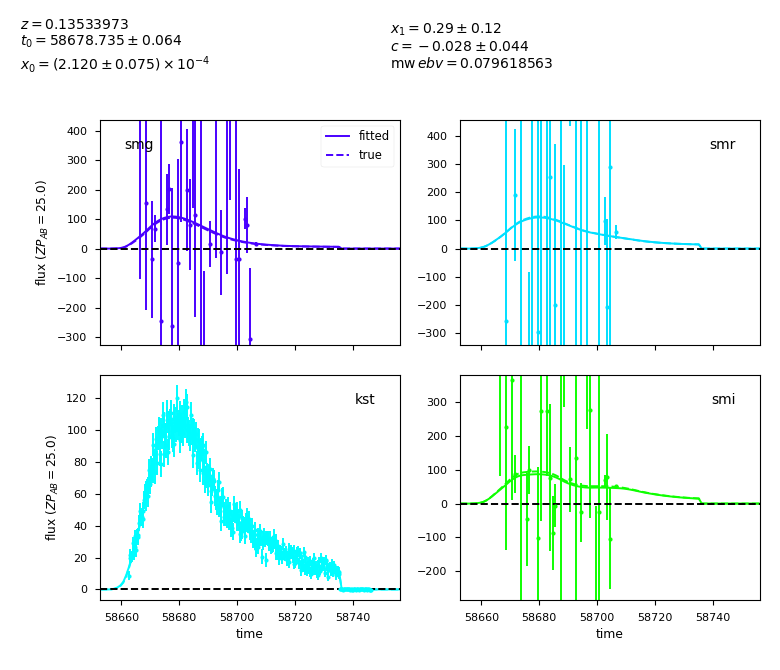 z = 0.13533973
t₀ = 58678.735 ± 0.064
x₀ = (2.120 ± 0.075) × 10⁻⁴
x₁ = 0.29 ± 0.12
c = −0.028 ± 0.044
mw ebv = 0.079618563
smg
fitted
true
400
300
200
100
0
−100
−200
−300
flux (ZP_AB = 25.0)
smr
400
300
200
100
0
−100
−200
−300
kst
120
100
80
60
40
20
0
flux (ZP_AB = 25.0)
58660 58680 58700 58720 58740
time
smi
300
200
100
0
−100
−200
58660 58680 58700 58720 58740
time